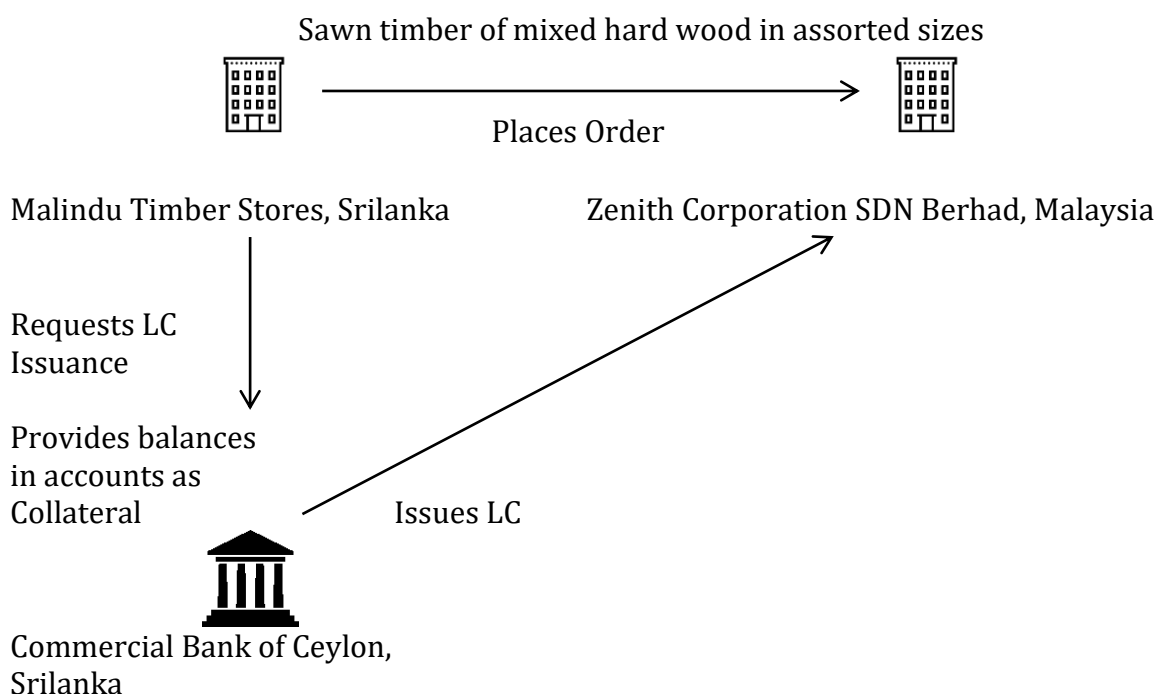 Sawn timber of mixed hard wood in assorted sizes
Places Order
Malindu Timber Stores, Srilanka
Zenith Corporation SDN Berhad, Malaysia
Requests LC
Issuance
Provides balances
in accounts as
Collateral
Issues LC
Commercial Bank of Ceylon,
Srilanka